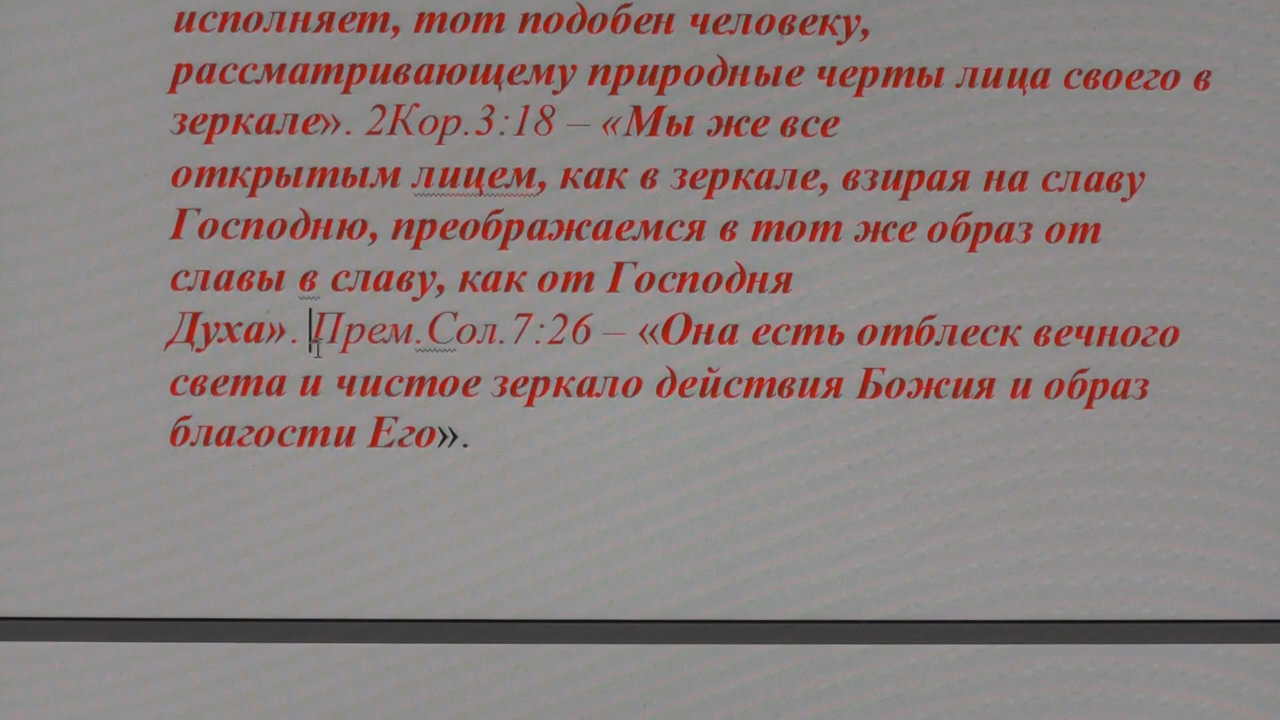 исполняет, тот подобен человеку,
рассматривающему природные черты лица своего в
зеркале». 2Кор.3:18 – «Мы же все
открытым лицем, как в зеркале, взирая на славу
Господню, преображаемся в тот же образ от
славы в славу, как от Господня
Духа». Прем.Сол.7:26 – «Она есть отблеск вечного
света и чистое зеркало действия Божия и образ
благости Его».